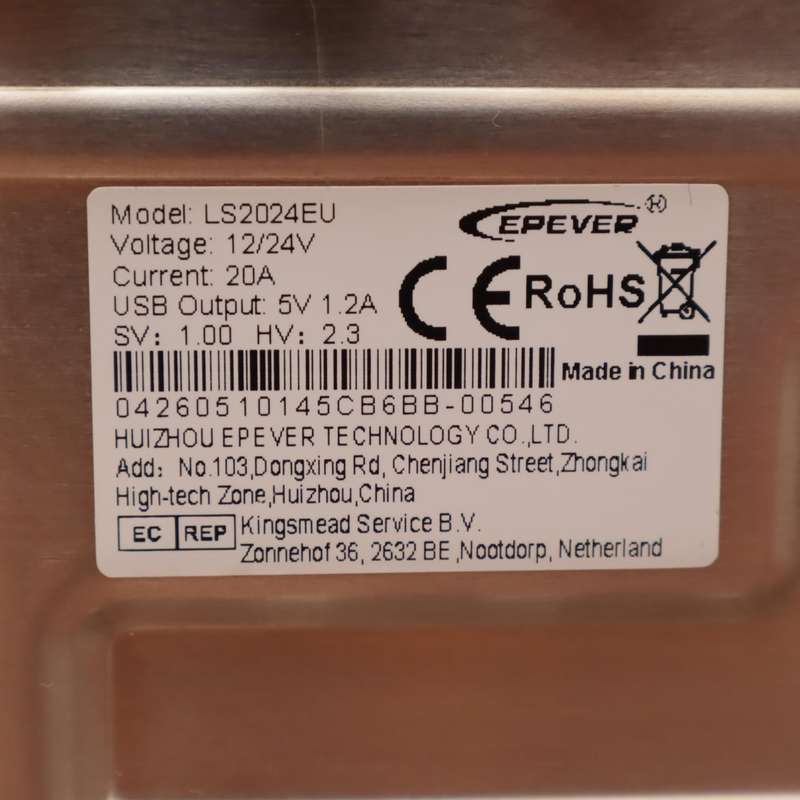 Model: LS2024EU
EPEVER®
Voltage: 12/24V
Current: 20A
USB Output: 5V 1.2A
SV: 1.00 HV: 2.3
CE RoHS
Made in China
04260510145CB6BB-00546
HUIZHOU EPEVER TECHNOLOGY CO.,LTD.
Add: No.103,Dongxing Rd, Chenjiang Street,Zhongkai
High-tech Zone,Huizhou,China
EC REP Kingsmead Service B.V.
Zonnehof 36, 2632 BE ,Nootdorp, Netherland